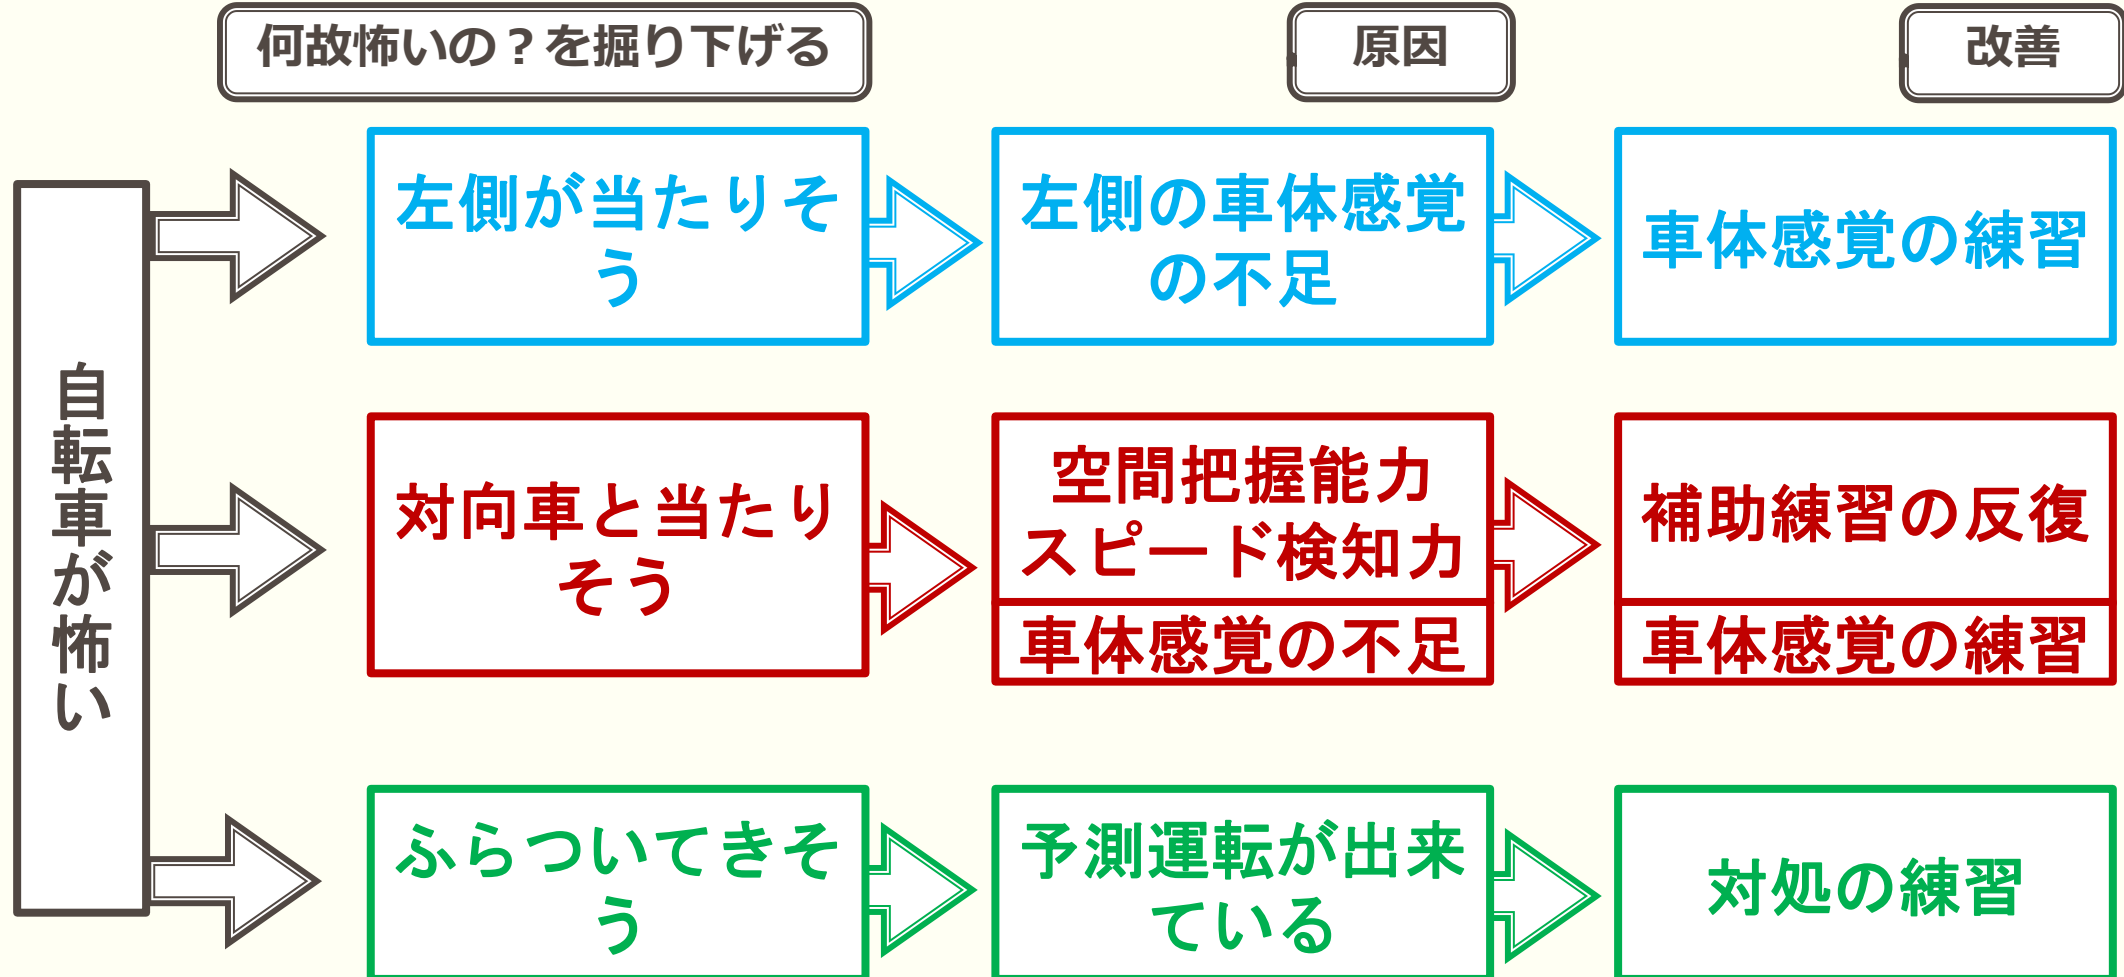 何故怖いの？を掘り下げる
原因
改善
自転車が怖い
左側が当たりそ
う
左側の車体感覚
の不足
車体感覚の練習
対向車と当たり
そう
空間把握能力
スピード検知力
車体感覚の不足
補助練習の反復
車体感覚の練習
ふらついてきそ
う
予測運転が出来
ている
対処の練習